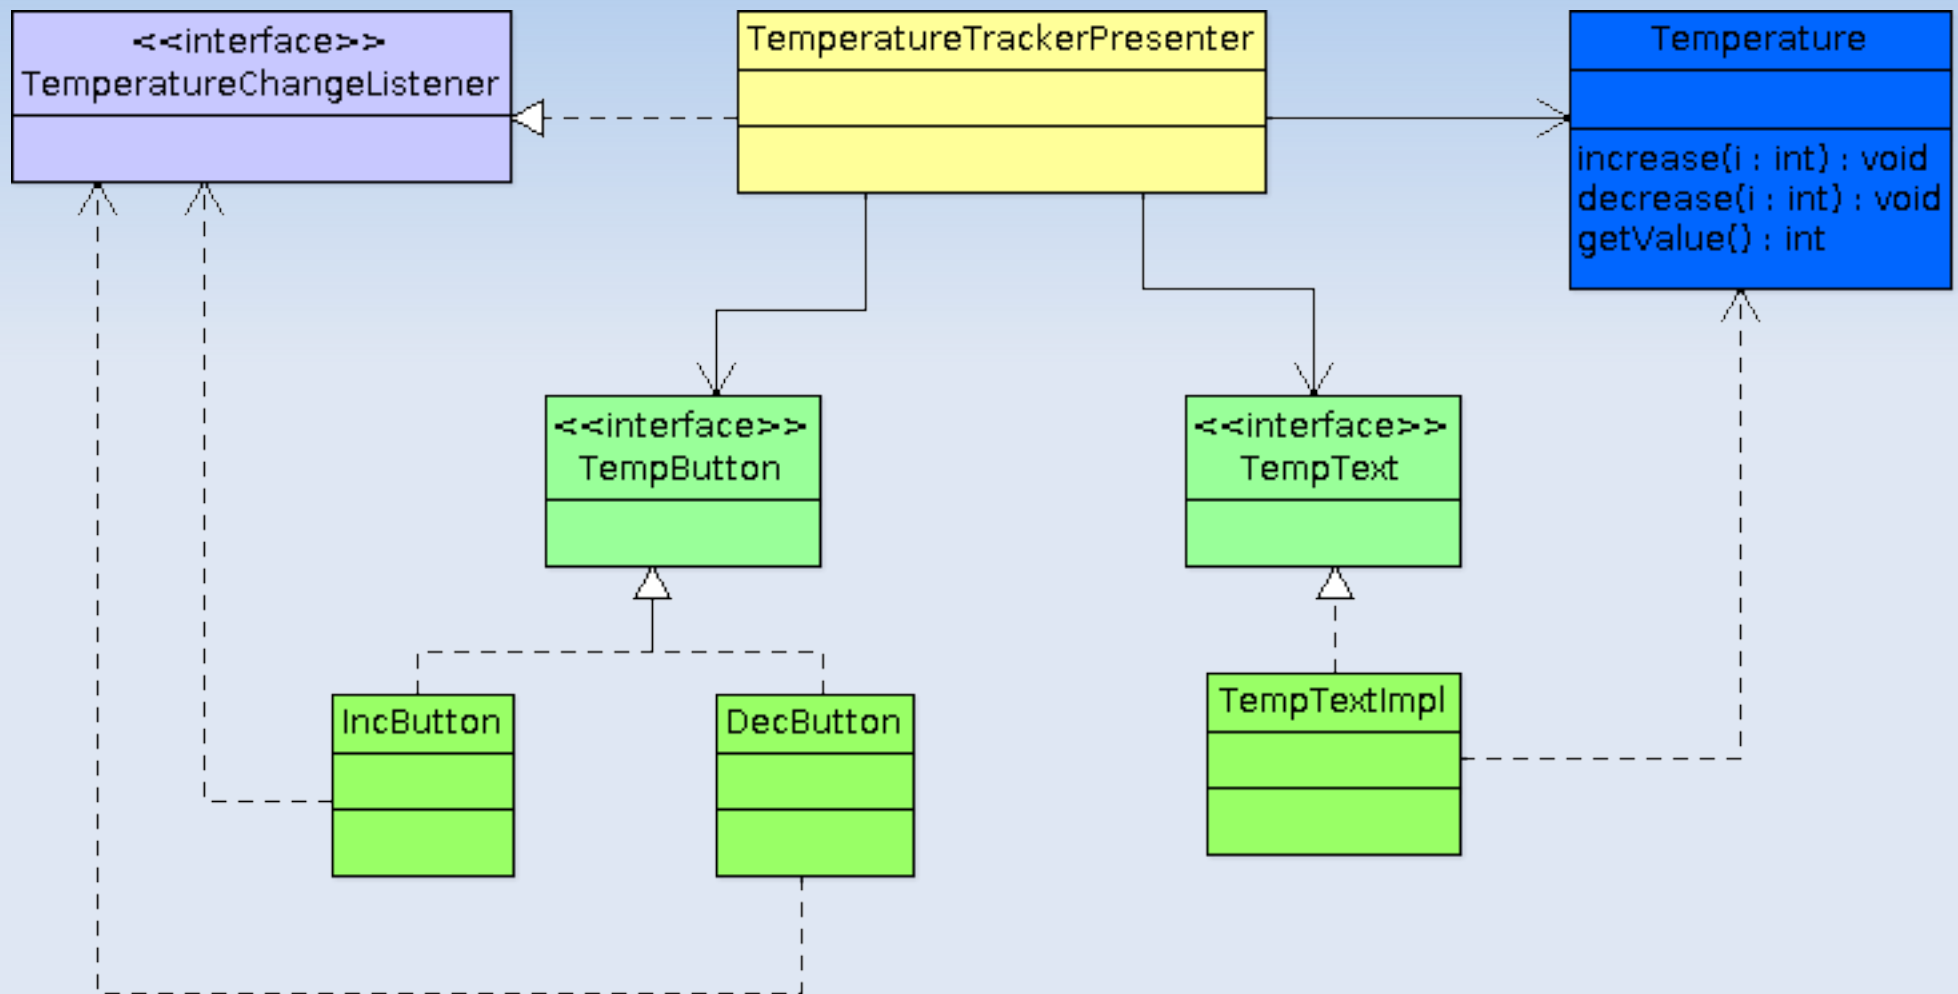 <<interface>>
TemperatureChangeListener
TemperatureTrackerPresenter
Temperature
increase(i : int) : void
decrease(i : int) : void
getValue() : int
<<interface>>
TempButton
<<interface>>
TempText
IncButton
DecButton
TempTextImpl